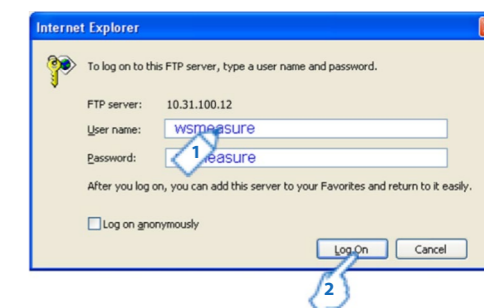 Internet Explorer
To log on to this FTP server, type a user name and password.
FTP server: 10.31.100.12
User name: wsmeasure
1
Password: easure
After you log on, you can add this server to your Favorites and return to it easily.
Log on anonymously
Log On Cancel
2